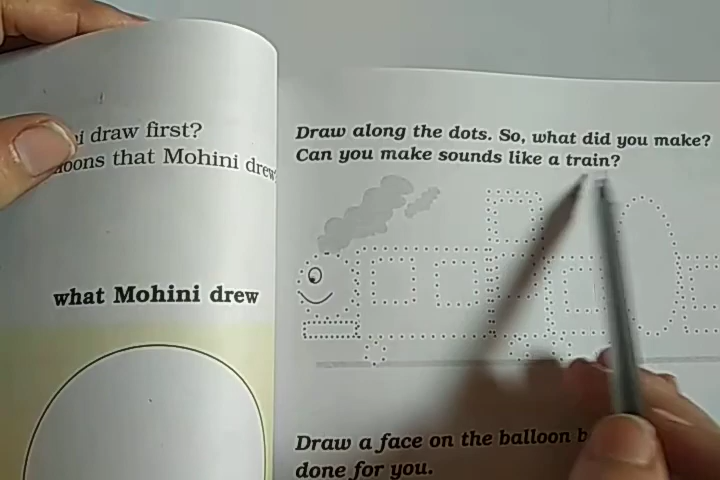 draw first?
that Mohini drew
what Mohini drew
Draw along the dots. So, what did you make?
Can you make sounds like a train?
Draw a face on the balloon
done for you.